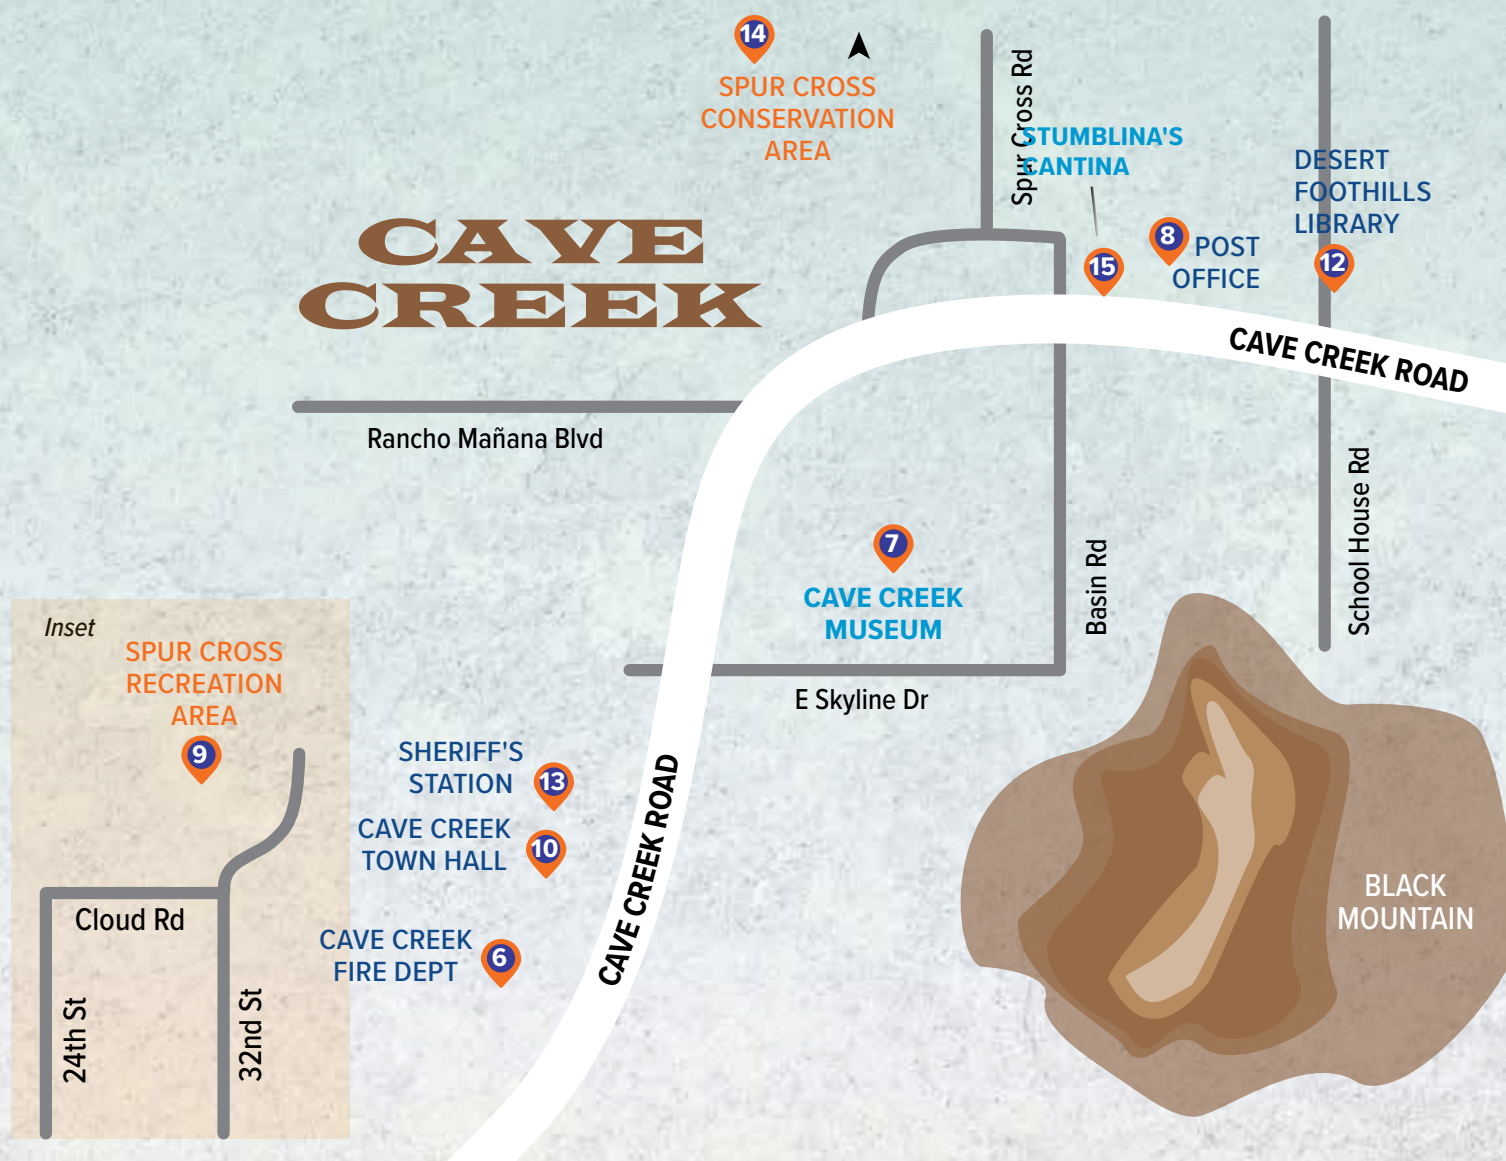 14
SPUR CROSS
CONSERVATION
AREA
Spur Cross Rd
STUMBLINA'S
CANTINA
DESERT
FOOTHILLS
LIBRARY
CAVE
CREEK
15
8
POST
OFFICE
12
CAVE CREEK ROAD
Rancho Mañana Blvd
7
CAVE CREEK
MUSEUM
Basin Rd
School House Rd
E Skyline Dr
Inset
SPUR CROSS
RECREATION
AREA
9
Cloud Rd
24th St
32nd St
SHERIFF'S
STATION
13
CAVE CREEK
TOWN HALL
10
CAVE CREEK
FIRE DEPT
6
CAVE CREEK ROAD
BLACK
MOUNTAIN